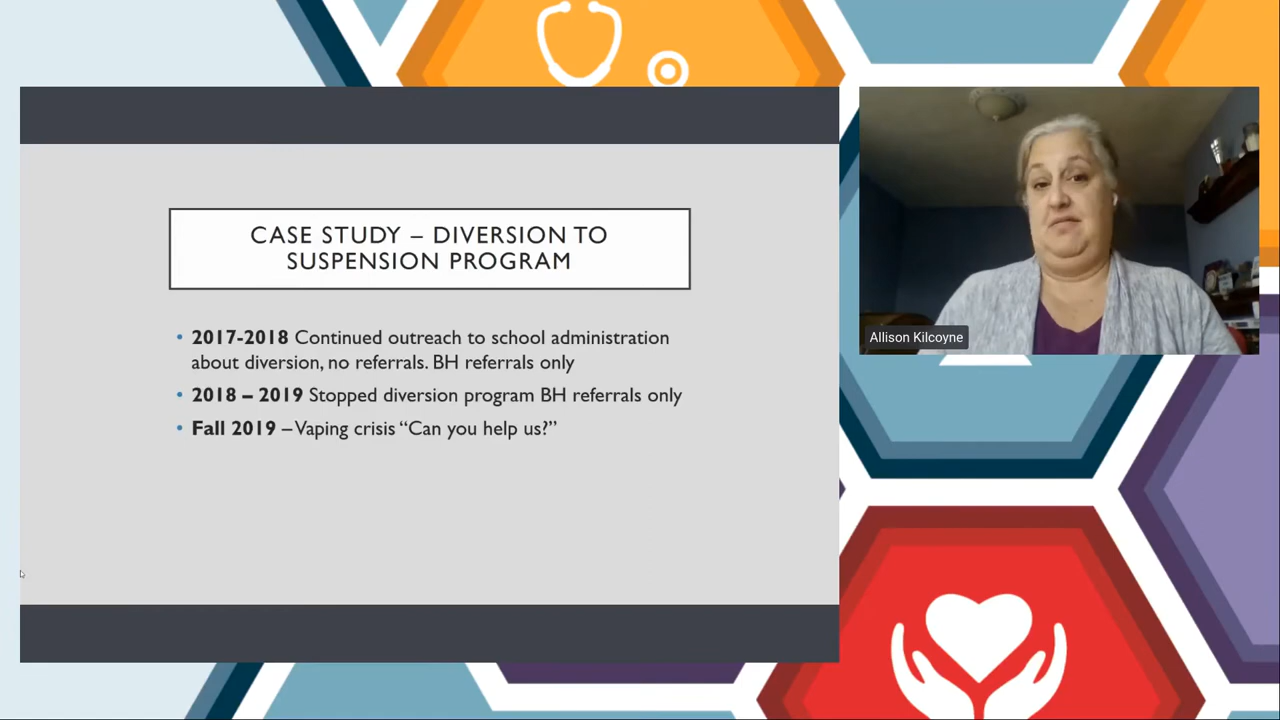 CASE STUDY – DIVERSION TO
SUSPENSION PROGRAM
• 2017-2018 Continued outreach to school administration
about diversion, no referrals. BH referrals only
• 2018 – 2019 Stopped diversion program BH referrals only
• Fall 2019 – Vaping crisis “Can you help us?”
Allison Kilcoyne